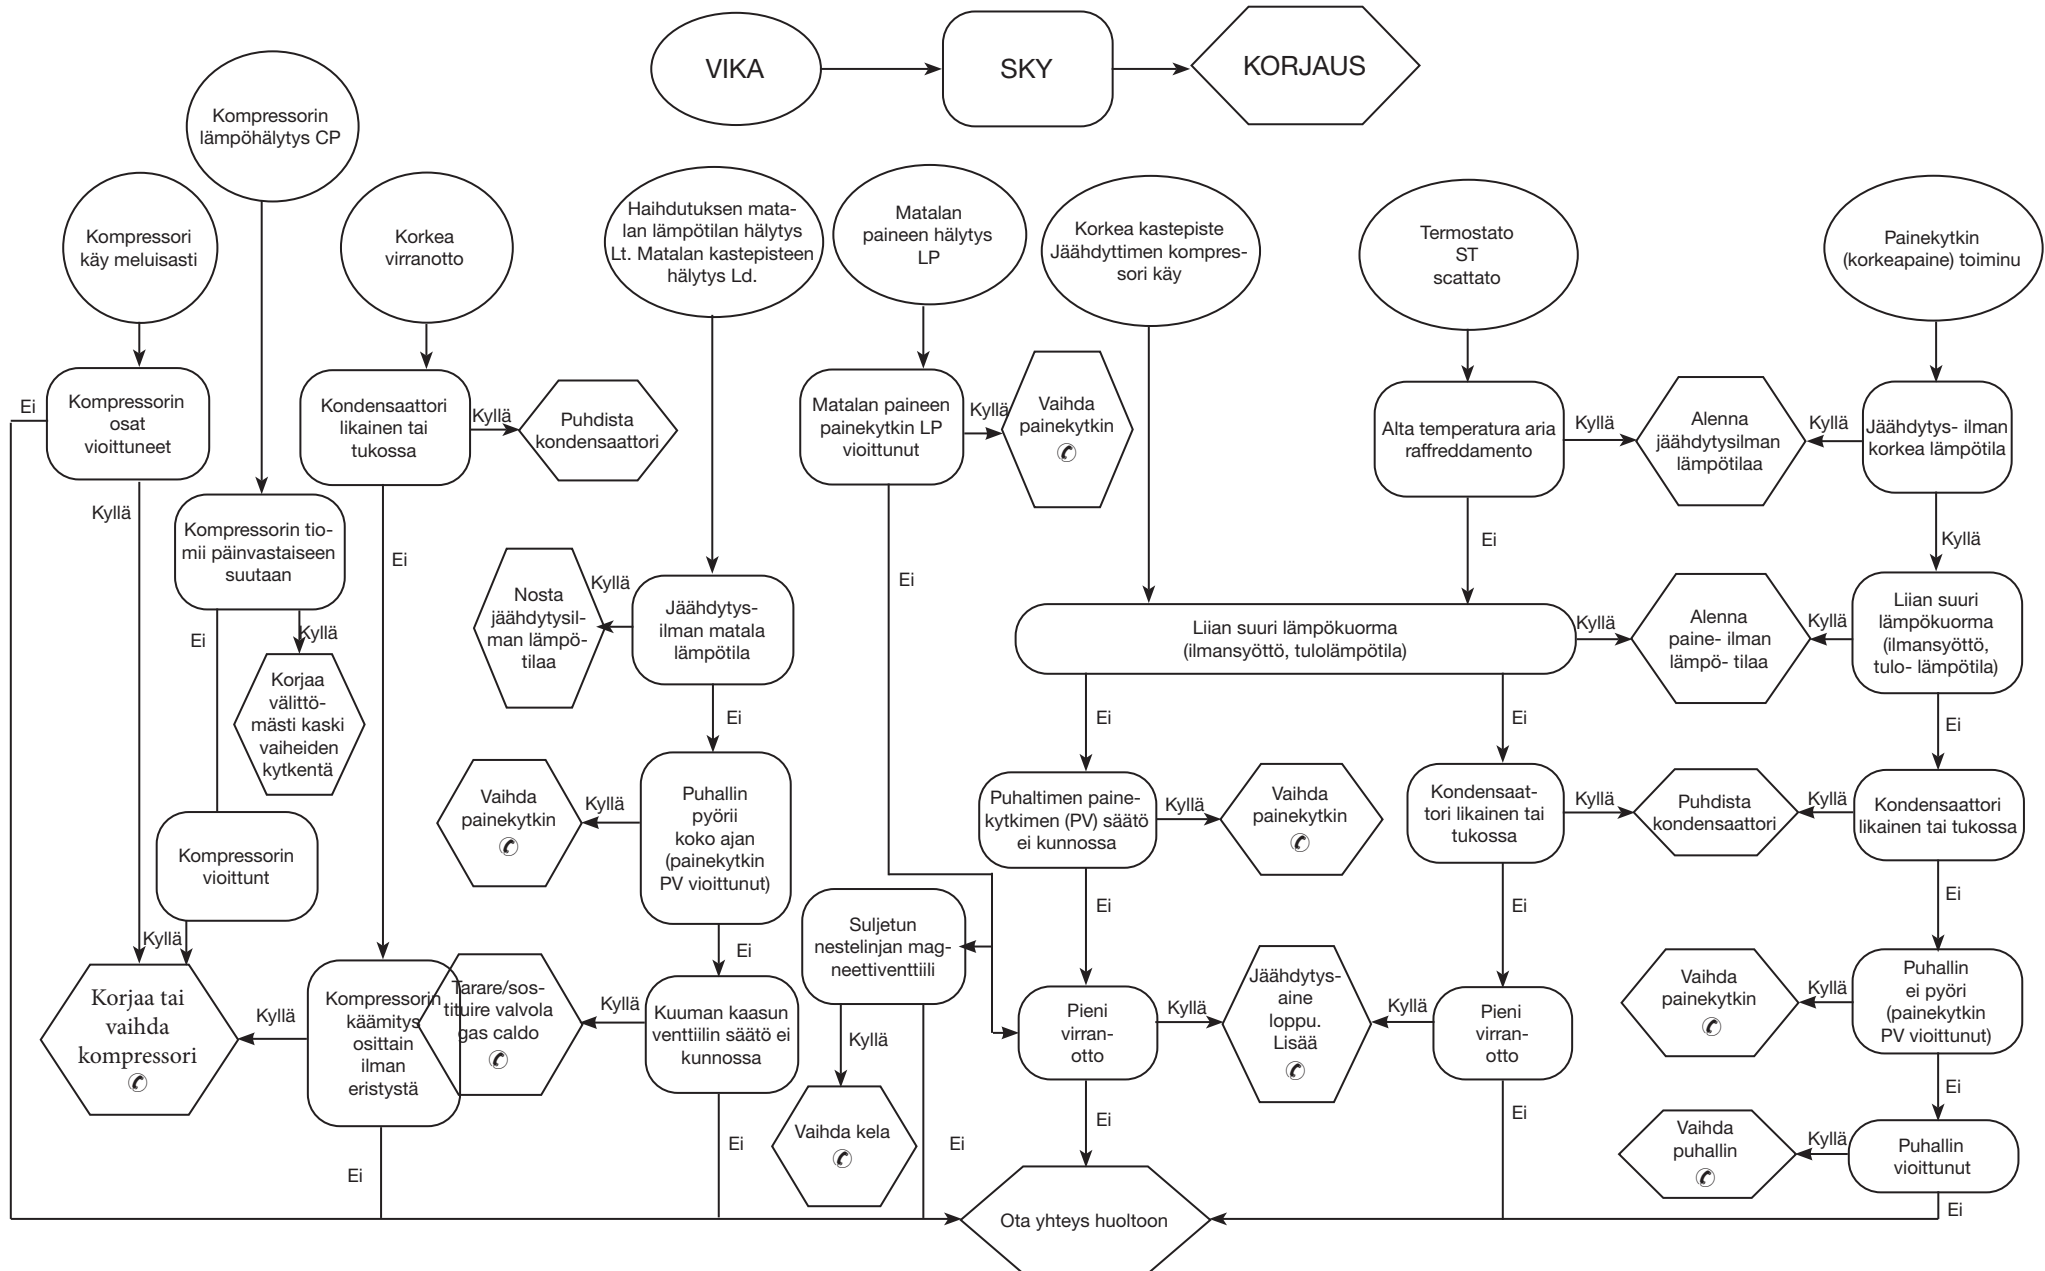 VIKA
SKY
KORJAUS
Kompressorin
lämpöhälytys CP
Kompressori
käy meluisasti
Korkea
virranotto
Haihdutuksen mata-
lan lämpötilan hälytys
Lt. Matalan kastepisteen
hälytys Ld.
Matalan
paineen hälytys
LP
Korkea kastepiste
Jäähdyttimen kompres-
sori käy
Termostato
ST
scattato
Painekytkin
(korkeapaine) toiminu
Ei
Kompressorin
osat
vioittuneet
Kondensaattori
likainen tai
tukossa
Kyllä
Puhdista
kondensaattori
Matalan paineen
painekytkin LP
vioittunut
Kyllä
Vaihda
painekytkin
Alta temperatura aria
raffreddamento
Kyllä
Alenna
jäähdytysilman
lämpötilaa
Kyllä
Jäähdytys- ilman
korkea lämpötila
Kyllä
Kompressorin tio-
mii päinvastaiseen
suutaan
Ei
Nosta
jäähdytysil-
man lämpö-
tilaa
Kyllä
Jäähdytys-
ilman matala
lämpötila
Ei
Ei
Kyllä
Liian suuri lämpökuorma
(ilmansyöttö, tulolämpötila)
Kyllä
Alenna
paine- ilman
lämpö- tilaa
Kyllä
Liian suuri
lämpökuorma
(ilmansyöttö,
tulo- lämpötila)
Ei
Kyllä
Korjaa
välittö-
mästi kaski
vaiheiden
kytkentä
Ei
Ei
Ei
Ei
Vaihda
painekytkin
Kyllä
Puhallin
pyörii
koko ajan
(painekytkin
PV vioittunut)
Puhaltimen paine-
kytkimen (PV) säätö
ei kunnossa
Kyllä
Vaihda
painekytkin
Kondensaat-
tori likainen tai
tukossa
Kyllä
Puhdista
kondensaattori
Kyllä
Kondensaattori
likainen tai tukossa
Kompressorin
vioittunt
Kyllä
Ei
Suljetun
nestelinjan mag-
neettiventtiili
Ei
Ei
Ei
Korjaa tai
vaihda
kompressori
Kyllä
Kompressorin
käämitys
osittain
ilman
eristystä
Tarare/sos-
tituire valvola
gas caldo
Kyllä
Kuuman kaasun
venttiilin säätö ei
kunnossa
Kyllä
Pieni
virran-
otto
Kyllä
Jäähdytys-
aine
loppu.
Lisää
Kyllä
Pieni
virran-
otto
Vaihda
painekytkin
Kyllä
Puhallin
ei pyöri
(painekytkin
PV vioittunut)
Ei
Ei
Vaihda kela
Ei
Ei
Ei
Ei
Vaihda
puhallin
Kyllä
Puhallin
vioittunut
Ei
Ota yhteys huoltoon
Ei